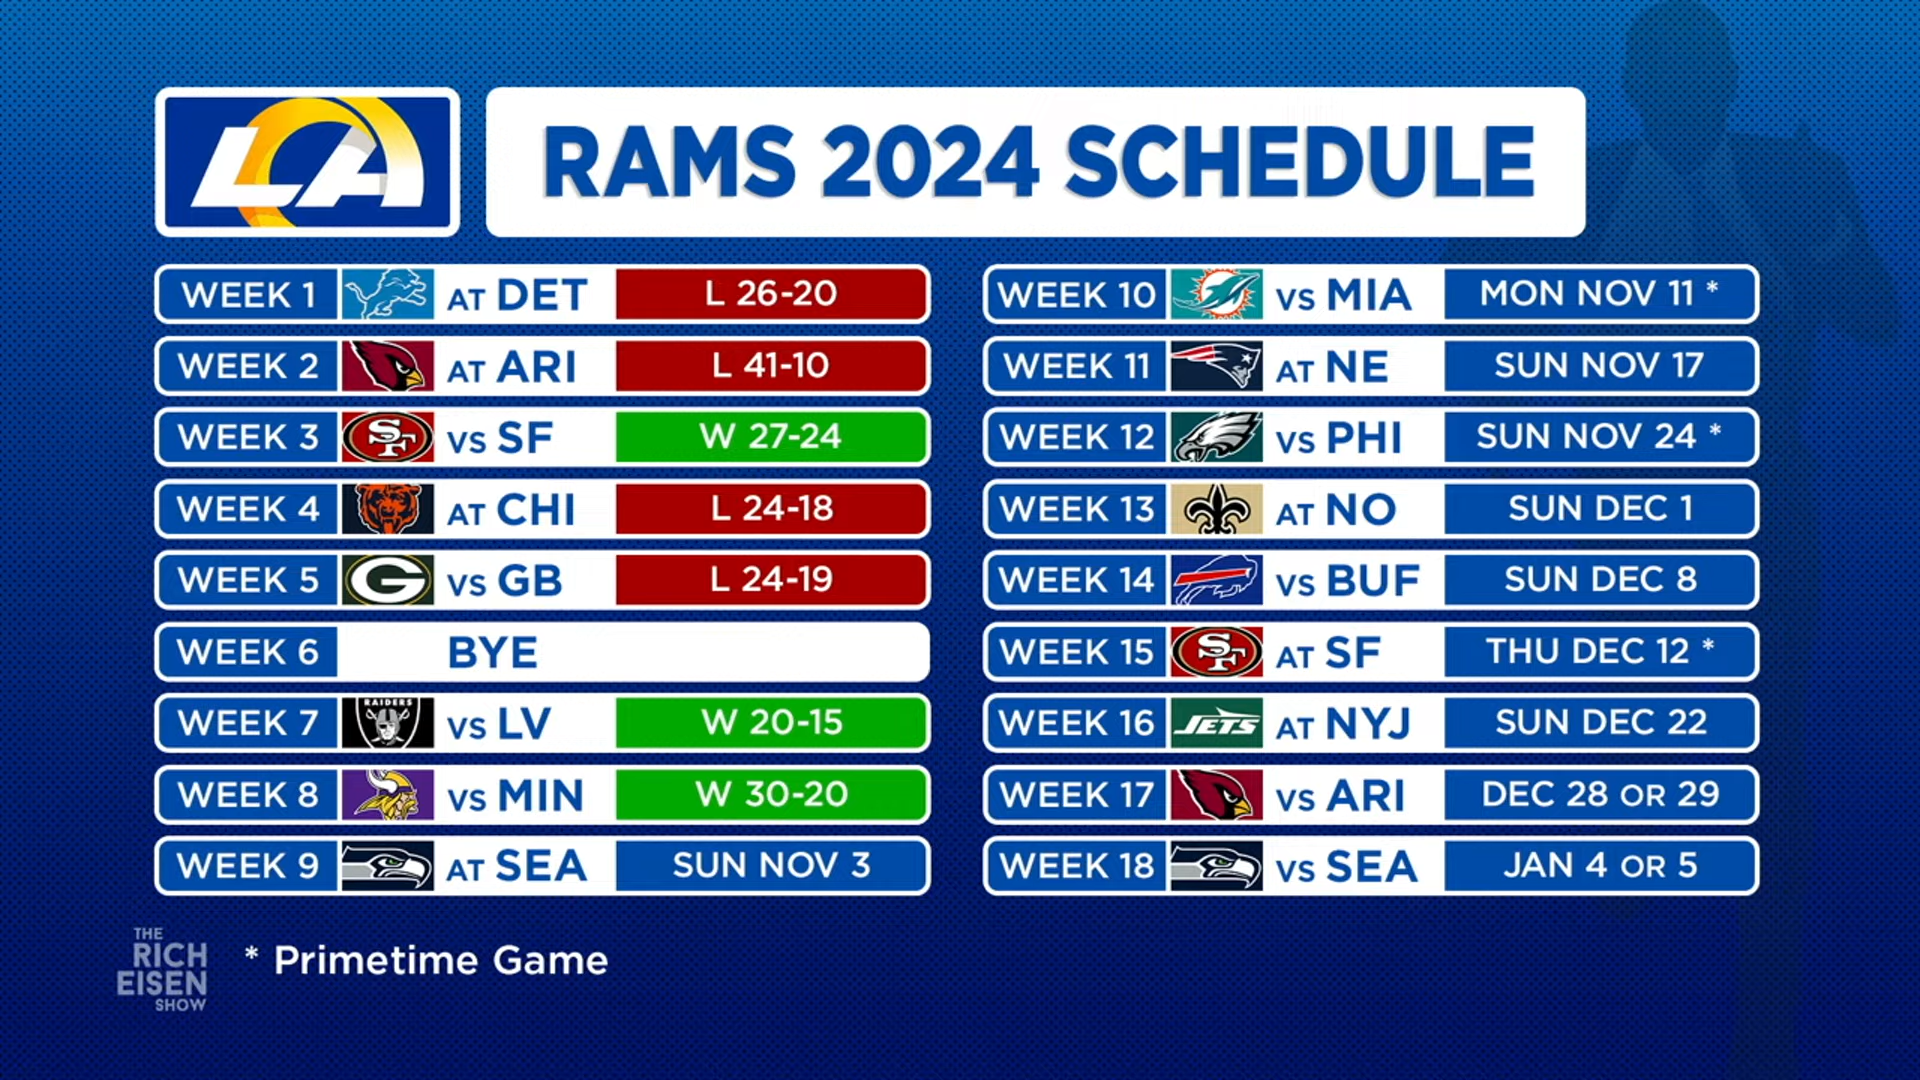 LA
RAMS 2024 SCHEDULE
WEEK 1 AT DET L 26-20
WEEK 2 AT ARI L 41-10
WEEK 3 SF VS SF W 27-24
WEEK 4 AT CHI L 24-18
WEEK 5 G VS GB L 24-19
WEEK 6 BYE
WEEK 7 RAIDERS VS LV W 20-15
WEEK 8 VS MIN W 30-20
WEEK 9 AT SEA SUN NOV 3
WEEK 10 VS MIA MON NOV 11 *
WEEK 11 AT NE SUN NOV 17
WEEK 12 VS PHI SUN NOV 24 *
WEEK 13 AT NO SUN DEC 1
WEEK 14 VS BUF SUN DEC 8
WEEK 15 SF AT SF THU DEC 12 *
WEEK 16 JETS AT NYJ SUN DEC 22
WEEK 17 VS ARI DEC 28 OR 29
WEEK 18 VS SEA JAN 4 OR 5
THE
RICH
EISEN
SHOW
* Primetime Game